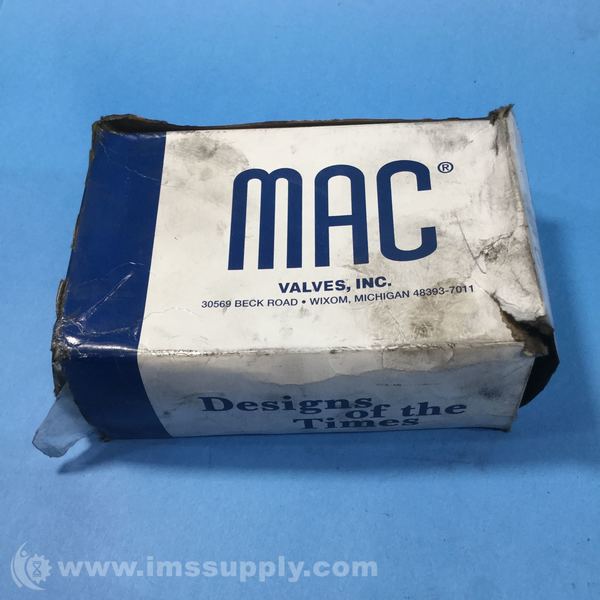 MAC®
VALVES, INC.
30569 BECK ROAD • WIXOM, MICHIGAN 48393-7011
Designs
of the
Times
www.imssupply.com